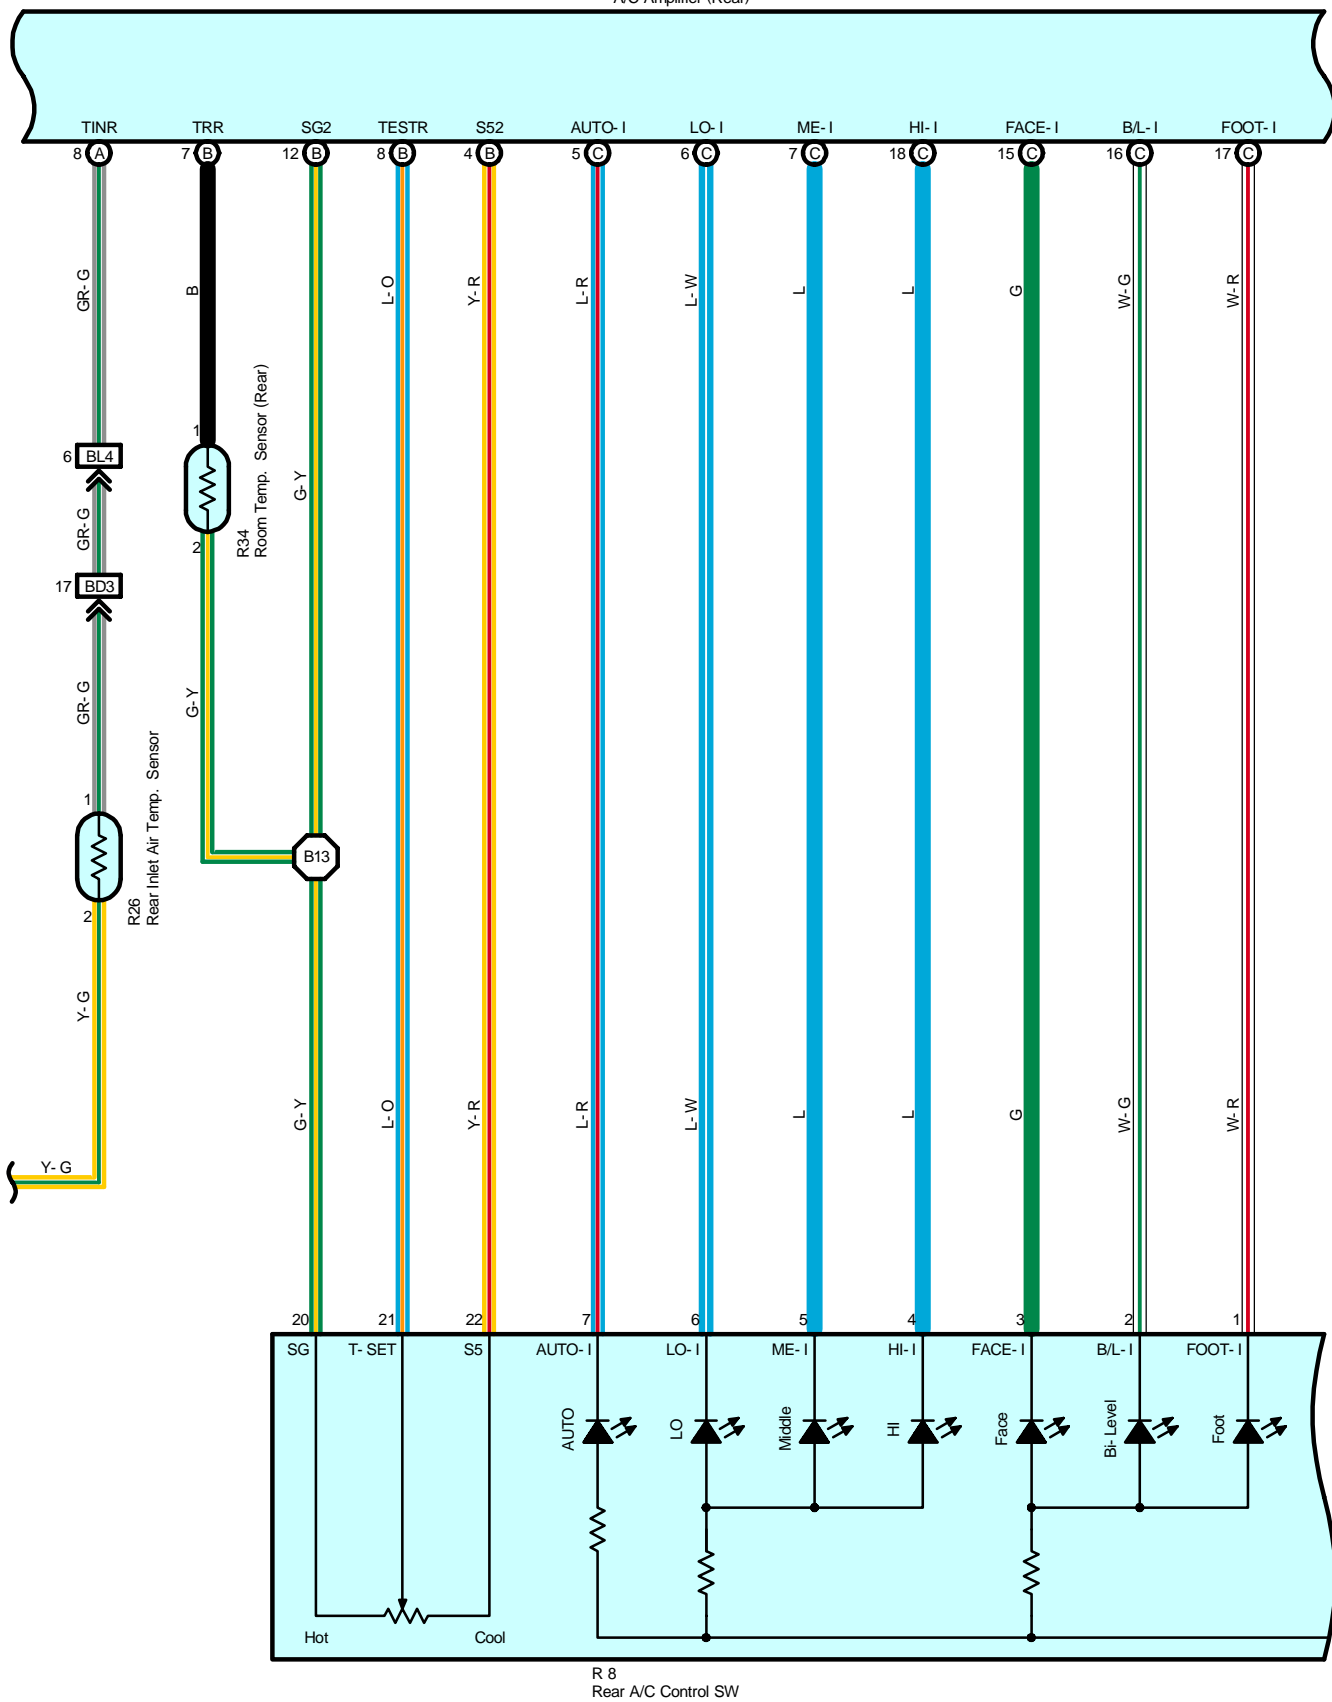 A/C Amplifier (Rear)
TINR TRR SG2 TESTR S52 AUTO- I LO- I ME- I HI- I FACE- I B/L- I FOOT- I
8 A 7 B 12 B 8 B 4 B 5 C 6 C 7 C 18 C 15 C 16 C 17 C
GR- G B L- O Y- R L- R L- W L L G W- G W- R
1
6 BL4
G- Y
GR- G
2
R34
Room Temp. Sensor (Rear)
17 BD3
GR- G
G- Y
1
R26
Rear Inlet Air Temp. Sensor
B13
2
Y- G
G- Y L- O Y- R L- R L- W L L G W- G W- R
Y- G
20 21 22 7 6 5 4 3 2 1
SG T- SET S5 AUTO- I LO- I ME- I HI- I FACE- I B/L- I FOOT- I
AUTO LO Middle HI Face Bi- Level Foot
Hot Cool
R 8
Rear A/C Control SW